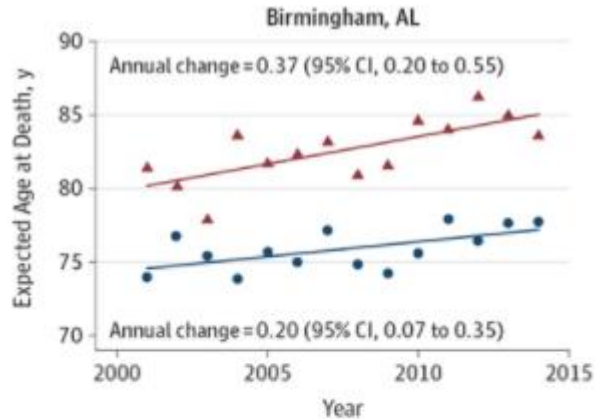 Birmingham, AL
90
Annual change = 0.37 (95% CI, 0.20 to 0.55)
85
80
75
70
Annual change = 0.20 (95% CI, 0.07 to 0.35)
Expected Age at Death, y
2000
2005
2010
2015
Year